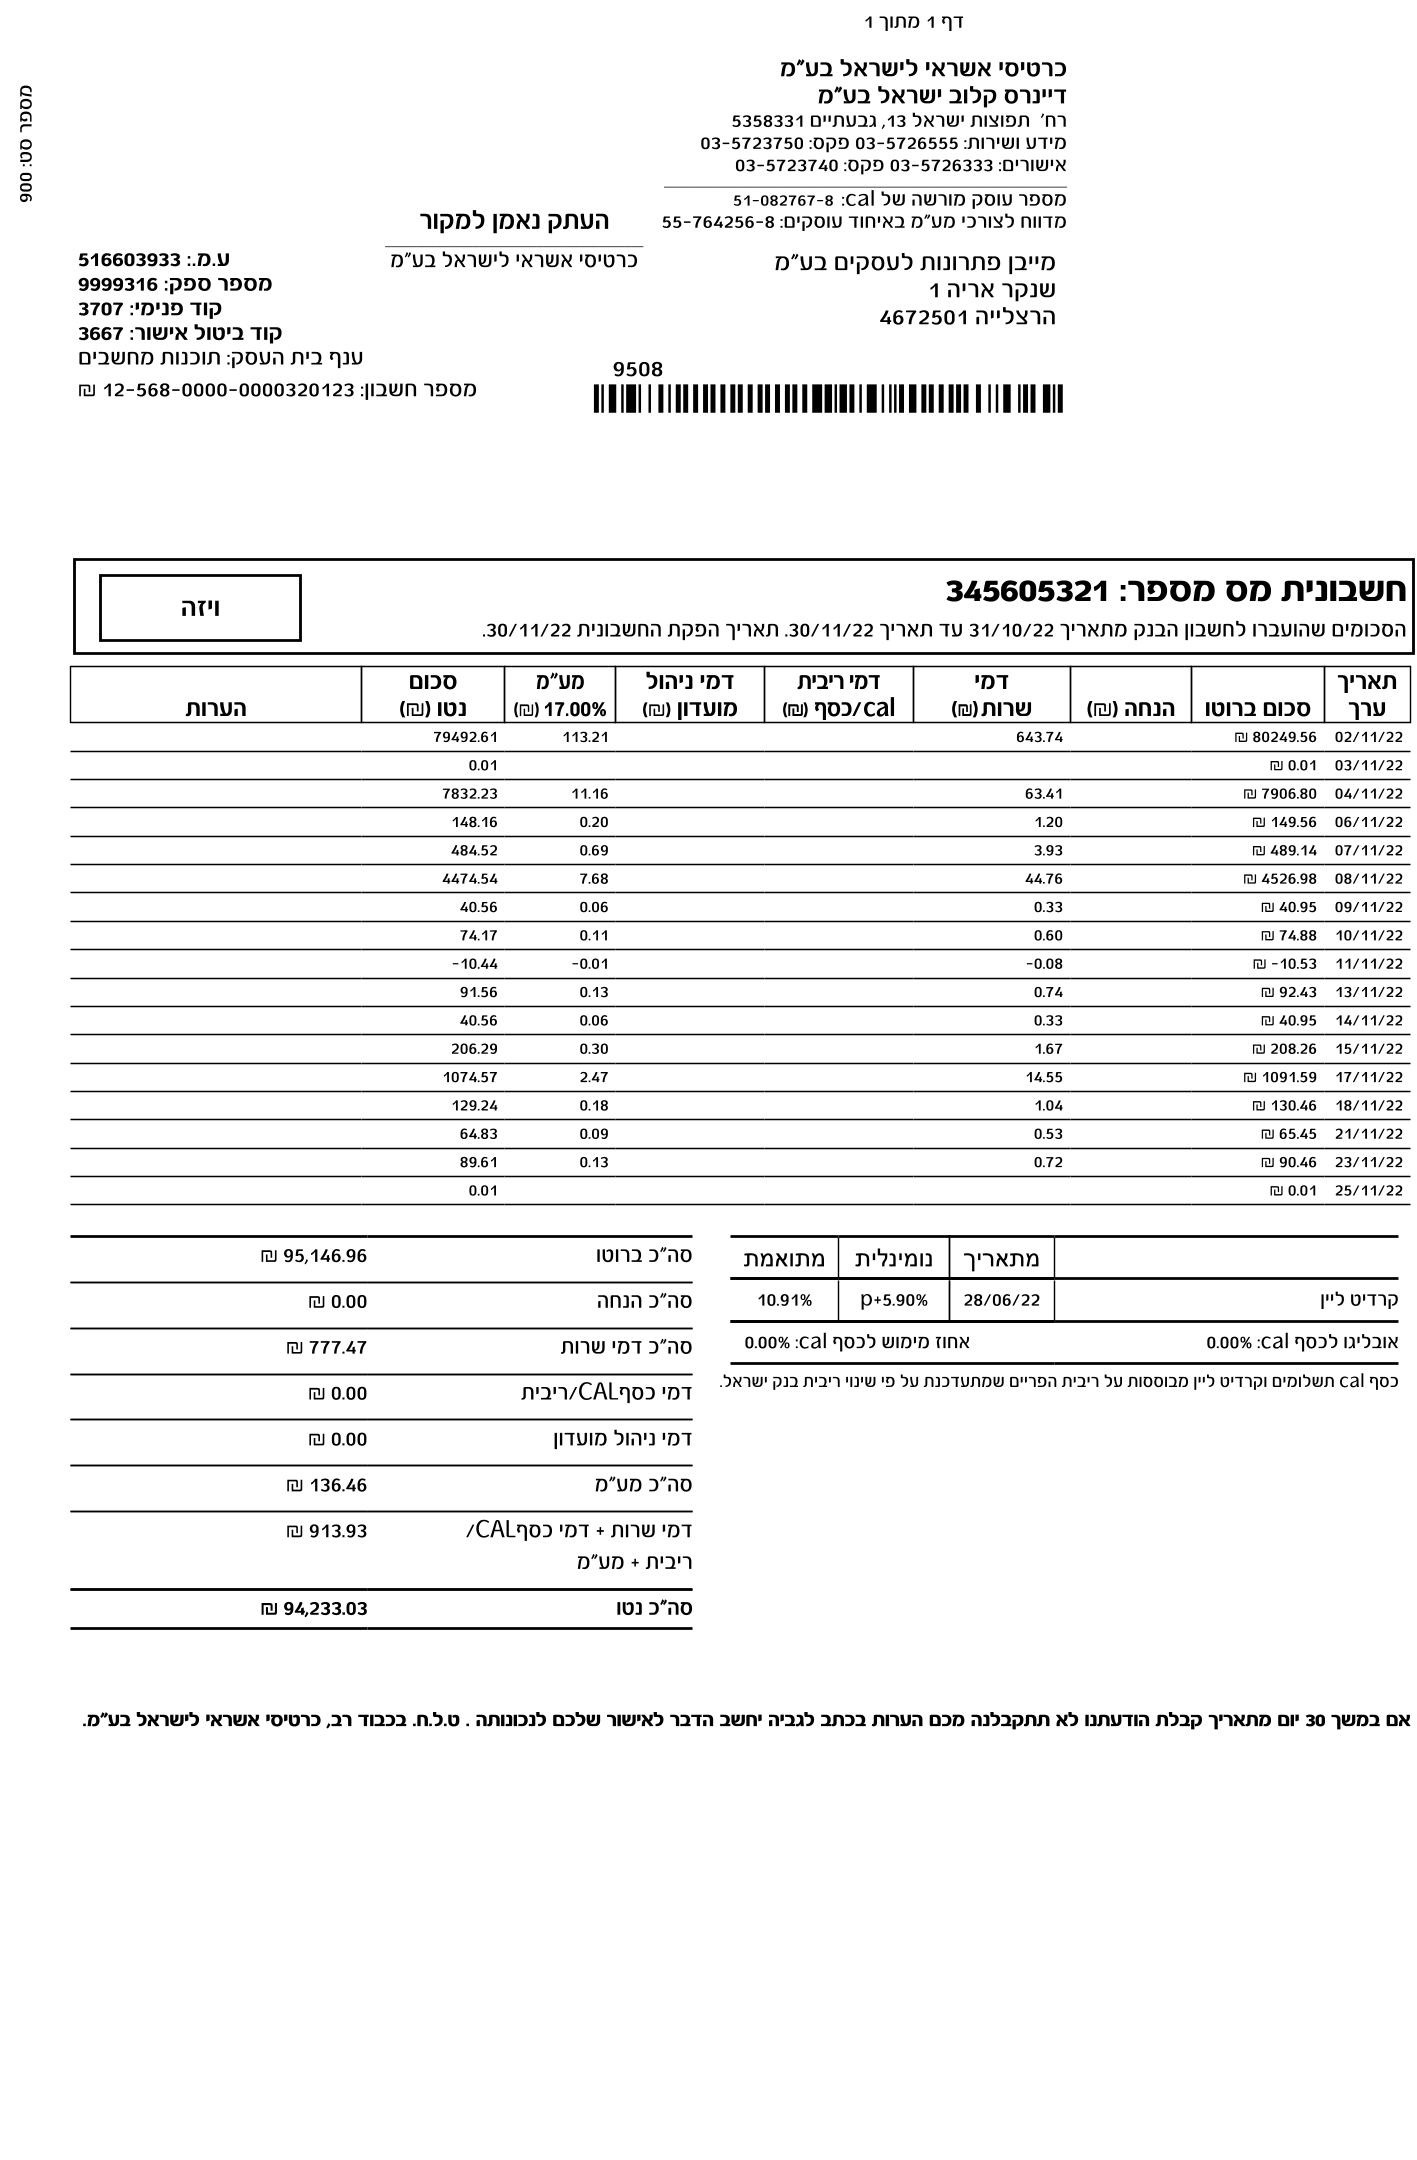 דף 1 מתוך 1
מספר סט: 900
כרטיסי אשראי לישראל בע"מ
דיינרס קלוב ישראל בע"מ
רח' תפוצות ישראל 13, גבעתיים 5358331
מידע ושירות: 03-5726555 פקס: 03-5723750
אישורים: 03-5726333 פקס: 03-5723740
מספר עוסק מורשה של cal: 51-082767-8
מדווח לצורכי מע"מ באיחוד עוסקים: 55-764256-8
העתק נאמן למקור
כרטיסי אשראי לישראל בע"מ
מייבן פתרונות לעסקים בע"מ
שנקר אריה 1
הרצלייה 4672501
ע.מ.: 516603933
מספר ספק: 9999316
קוד פנימי: 3707
קוד ביטול אישור: 3667
ענף בית העסק: תוכנות מחשבים
מספר חשבון: 12-568-0000-0000320123 ₪
9508
חשבונית מס מספר: 345605321
הסכומים שהועברו לחשבון הבנק מתאריך 31/10/22 עד תאריך 30/11/22. תאריך הפקת החשבונית 30/11/22.
ויזה
תאריך ערך סכום ברוטו הנחה (₪) דמי שרות(₪) דמי ריבית cal/כסף (₪) דמי ניהול מועדון (₪) מע"מ 17.00% (₪) סכום נטו (₪) הערות
02/11/22 80249.56 ₪ 643.74 113.21 79492.61
03/11/22 0.01 ₪ 0.01
04/11/22 7906.80 ₪ 63.41 11.16 7832.23
06/11/22 149.56 ₪ 1.20 0.20 148.16
07/11/22 489.14 ₪ 3.93 0.69 484.52
08/11/22 4526.98 ₪ 44.76 7.68 4474.54
09/11/22 40.95 ₪ 0.33 0.06 40.56
10/11/22 74.88 ₪ 0.60 0.11 74.17
11/11/22 -10.53 ₪ -0.08 -0.01 -10.44
13/11/22 92.43 ₪ 0.74 0.13 91.56
14/11/22 40.95 ₪ 0.33 0.06 40.56
15/11/22 208.26 ₪ 1.67 0.30 206.29
17/11/22 1091.59 ₪ 14.55 2.47 1074.57
18/11/22 130.46 ₪ 1.04 0.18 129.24
21/11/22 65.45 ₪ 0.53 0.09 64.83
23/11/22 90.46 ₪ 0.72 0.13 89.61
25/11/22 0.01 ₪ 0.01
מתאריך נומינלית מתואמת
קרדיט ליין 28/06/22 p+5.90% 10.91%
אובליגו לכסף cal: 0.00% אחוז מימוש לכסף cal: 0.00%
כסף cal תשלומים וקרדיט ליין מבוססות על ריבית הפריים שמתעדכנת על פי שינוי ריבית בנק ישראל.
סה"כ ברוטו 95,146.96 ₪
סה"כ הנחה 0.00 ₪
סה"כ דמי שרות 777.47 ₪
דמי כסףCAL/ריבית 0.00 ₪
דמי ניהול מועדון 0.00 ₪
סה"כ מע"מ 136.46 ₪
דמי שרות + דמי כסףCAL/ 913.93 ₪
ריבית + מע"מ
סה"כ נטו 94,233.03 ₪
אם במשך 30 יום מתאריך קבלת הודעתנו לא תתקבלנה מכם הערות בכתב לגביה יחשב הדבר לאישור שלכם לנכונותה . ט.ל.ח. בכבוד רב, כרטיסי אשראי לישראל בע"מ.